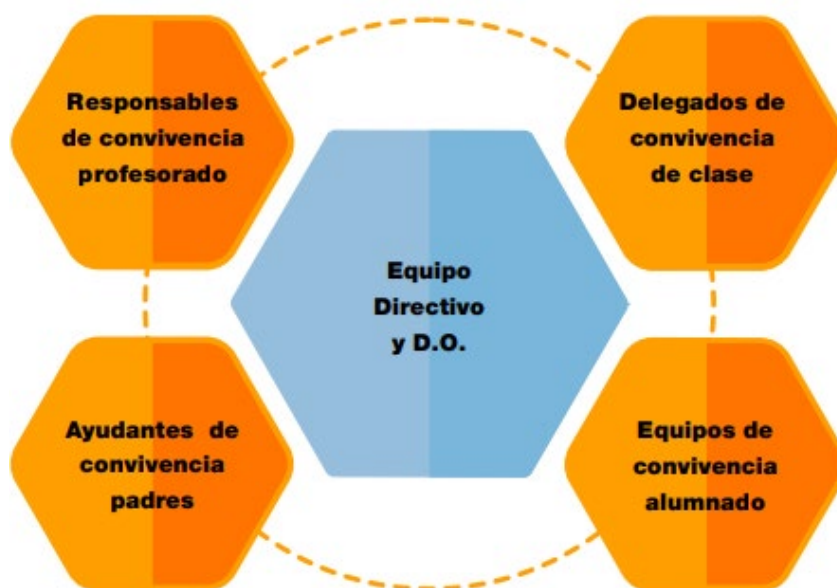 Responsables
de convivencia
profesorado
Delegados de
convivencia
de clase
Equipo
Directivo
y D.O.
Ayudantes de
convivencia
padres
Equipos de
convivencia
alumnado